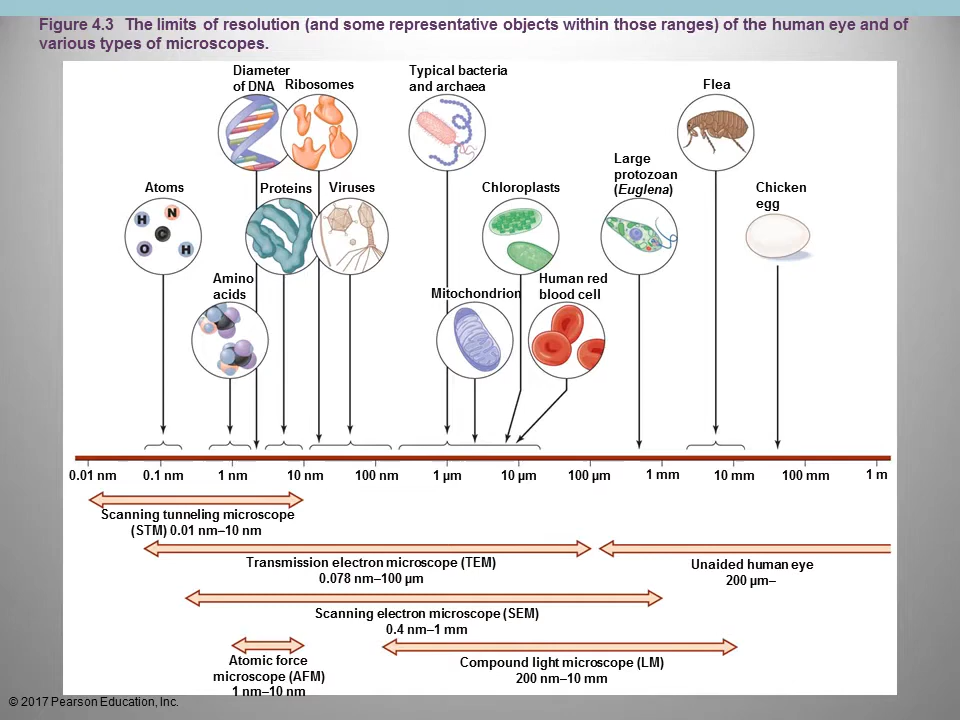 Figure 4.3 The limits of resolution (and some representative objects within those ranges) of the human eye and of
various types of microscopes.
Diameter
of DNA
Ribosomes
Typical bacteria
and archaea
Flea
Large
protozoan
(Euglena)
Atoms
Proteins
Viruses
Chloroplasts
Chicken
egg
H
N
C
O
H
Amino
acids
Mitochondrion
Human red
blood cell
0.01 nm
0.1 nm
1 nm
10 nm
100 nm
1 µm
10 µm
100 µm
1 mm
10 mm
100 mm
1 m
Scanning tunneling microscope
(STM) 0.01 nm–10 nm
Transmission electron microscope (TEM)
0.078 nm–100 µm
Unaided human eye
200 µm–
Scanning electron microscope (SEM)
0.4 nm–1 mm
Atomic force
microscope (AFM)
1 nm–10 nm
Compound light microscope (LM)
200 nm–10 mm
© 2017 Pearson Education, Inc.